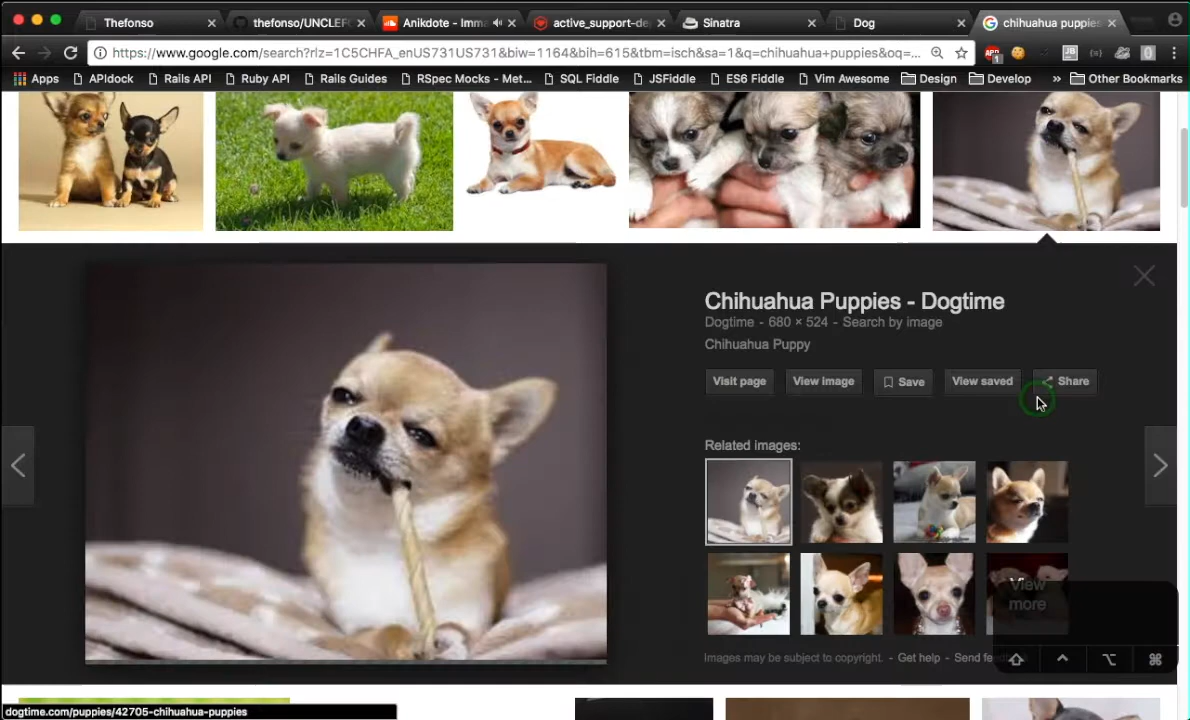 Thefonso
thefonso/UNCLEF
Anikdote - Imma
active_support-de
Sinatra
Dog
chihuahua puppies
https://www.google.com/search?rlz=1C5CHFA_enUS731US731&biw=1164&bih=615&tbm=isch&sa=1&q=chihuahua+puppies&oq=...
Apps
APIdock
Rails API
Ruby API
Rails Guides
RSpec Mocks - Met...
SQL Fiddle
JSFiddle
ES6 Fiddle
Vim Awesome
Design
Develop
»
Other Bookmarks
Chihuahua Puppies - Dogtime
Dogtime - 680 × 524 - Search by image
Chihuahua Puppy
Visit page
View image
Save
View saved
Share
Related images:
View
more
Images may be subject to copyright. - Get help - Send fe
dogtime.com/puppies/42705-chihuahua-puppies